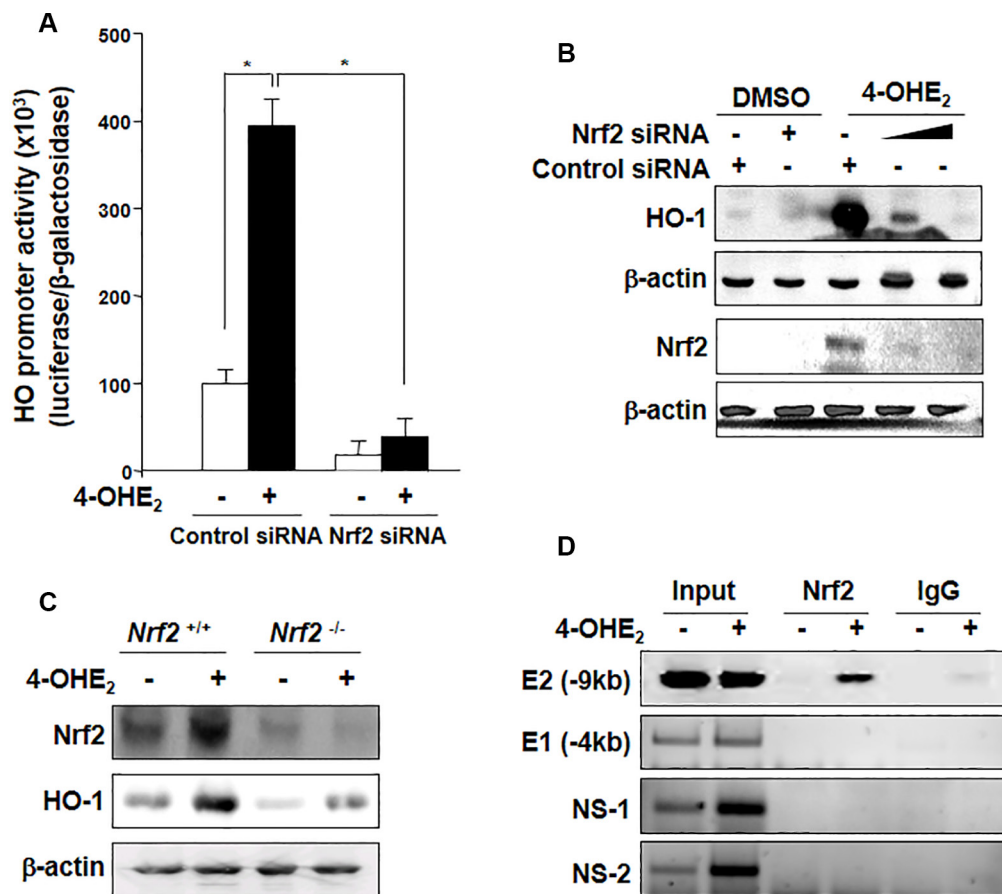 A
HO promoter activity (x10³)
(luciferase/β-galactosidase)
500
400
300
200
100
0
* *
4-OHE₂ - + - +
Control siRNA Nrf2 siRNA
B
DMSO 4-OHE₂
Nrf2 siRNA - + -
Control siRNA + - + - -
HO-1
β-actin
Nrf2
β-actin
C
Nrf2 +/+ Nrf2 -/-
4-OHE₂ - + - +
Nrf2
HO-1
β-actin
D
Input Nrf2 IgG
4-OHE₂ - + - + - +
E2 (-9kb)
E1 (-4kb)
NS-1
NS-2